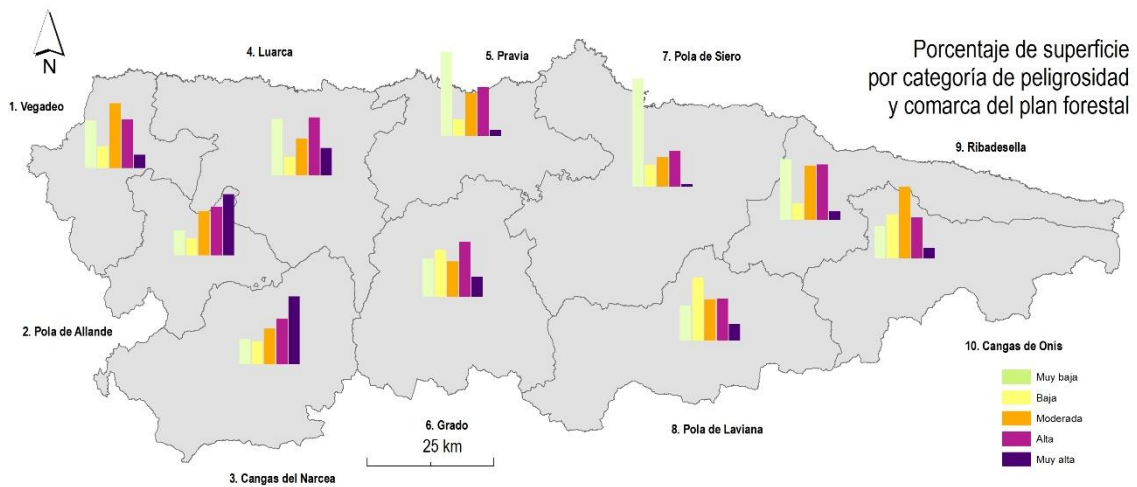 Porcentaje de superficie
por categoría de peligrosidad
y comarca del plan forestal
N
4. Luarca
5. Pravia
7. Pola de Siero
1. Vegadeo
9. Ribadesella
2. Pola de Allande
10. Cangas de Onis
Muy baja
Baja
Moderada
Alta
Muy alta
6. Grado
8. Pola de Laviana
25 km
3. Cangas del Narcea